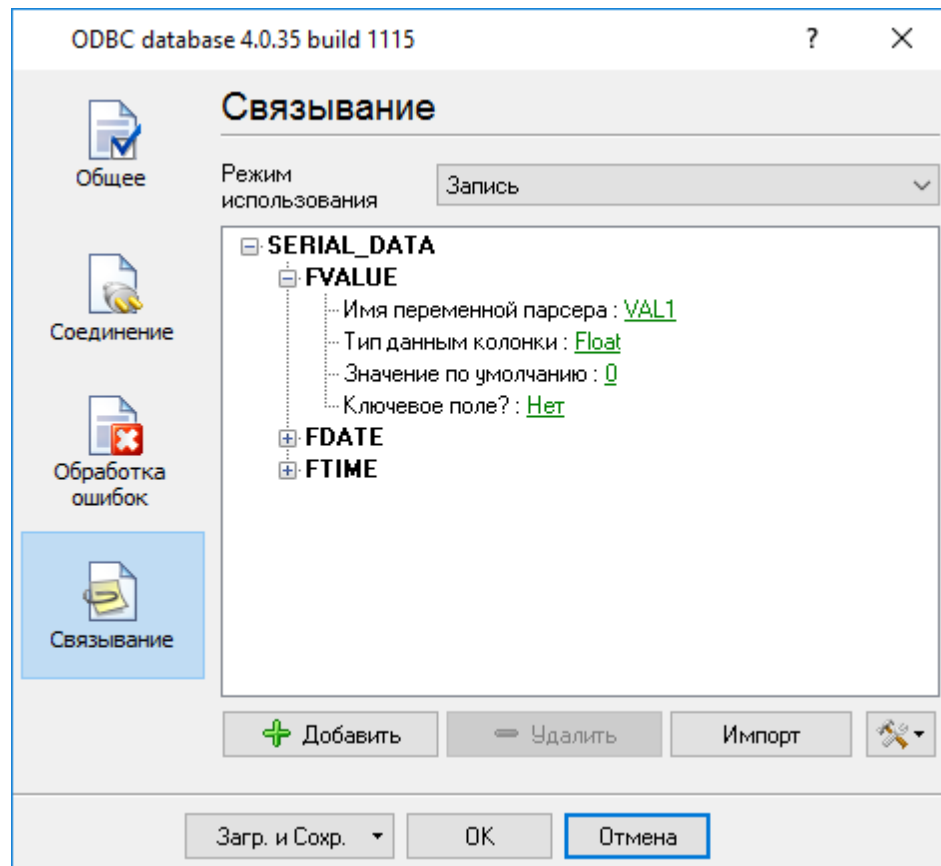 ODBC database 4.0.35 build 1115
?
Общее
Соединение
Обработка
ошибок
Связывание
Связывание
Режим
использования
Запись
SERIAL_DATA
FVALUE
Имя переменной парсера : VAL1
Тип данным колонки : Float
Значение по умолчанию : 0
Ключевое поле? : Нет
FDATE
FTIME
Добавить
Удалить
Импорт
Загр. и Сохр.
OK
Отмена